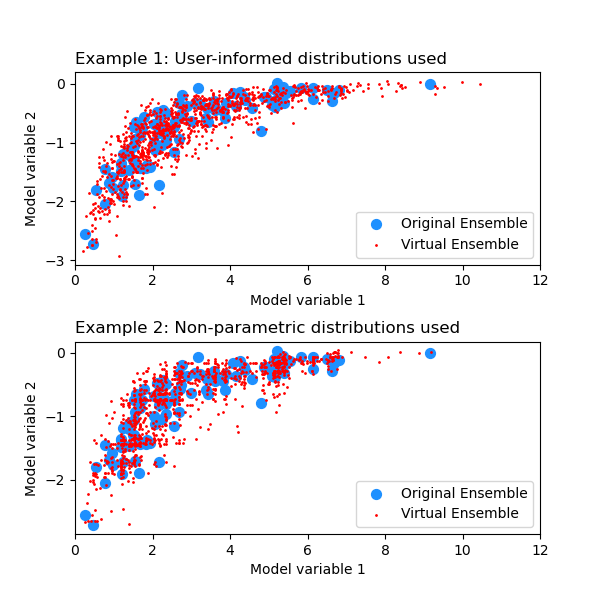 Example 1: User-informed distributions used
0
−1
−2
−3
Model variable 2
0 2 4 6 8 10 12
Model variable 1
Original Ensemble
Virtual Ensemble
Example 2: Non-parametric distributions used
0
−1
−2
Model variable 2
0 2 4 6 8 10 12
Model variable 1
Original Ensemble
Virtual Ensemble